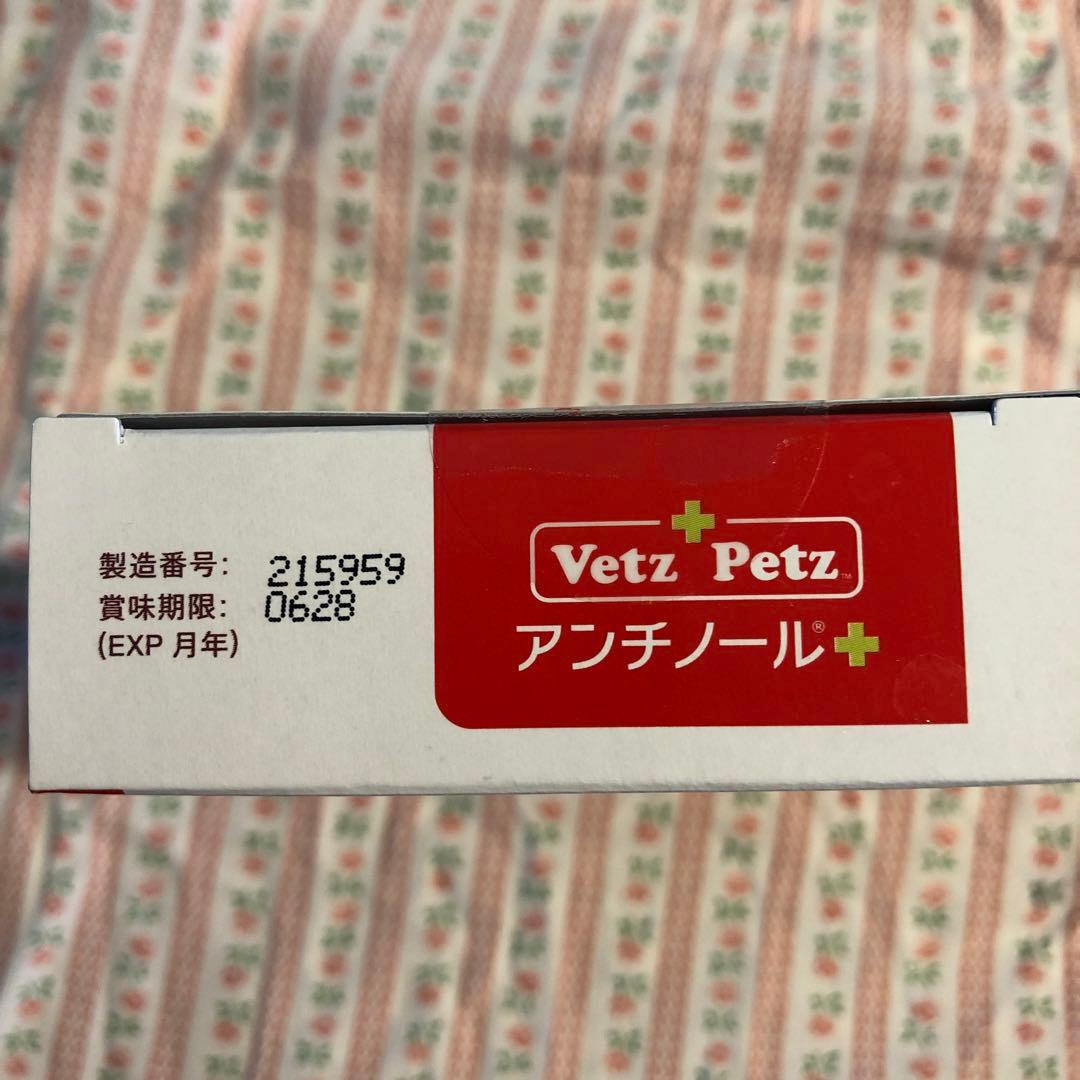 製造番号: 215959
賞味期限: 0628
(EXP 月年)
Vetz Petz™
アンチノール®+